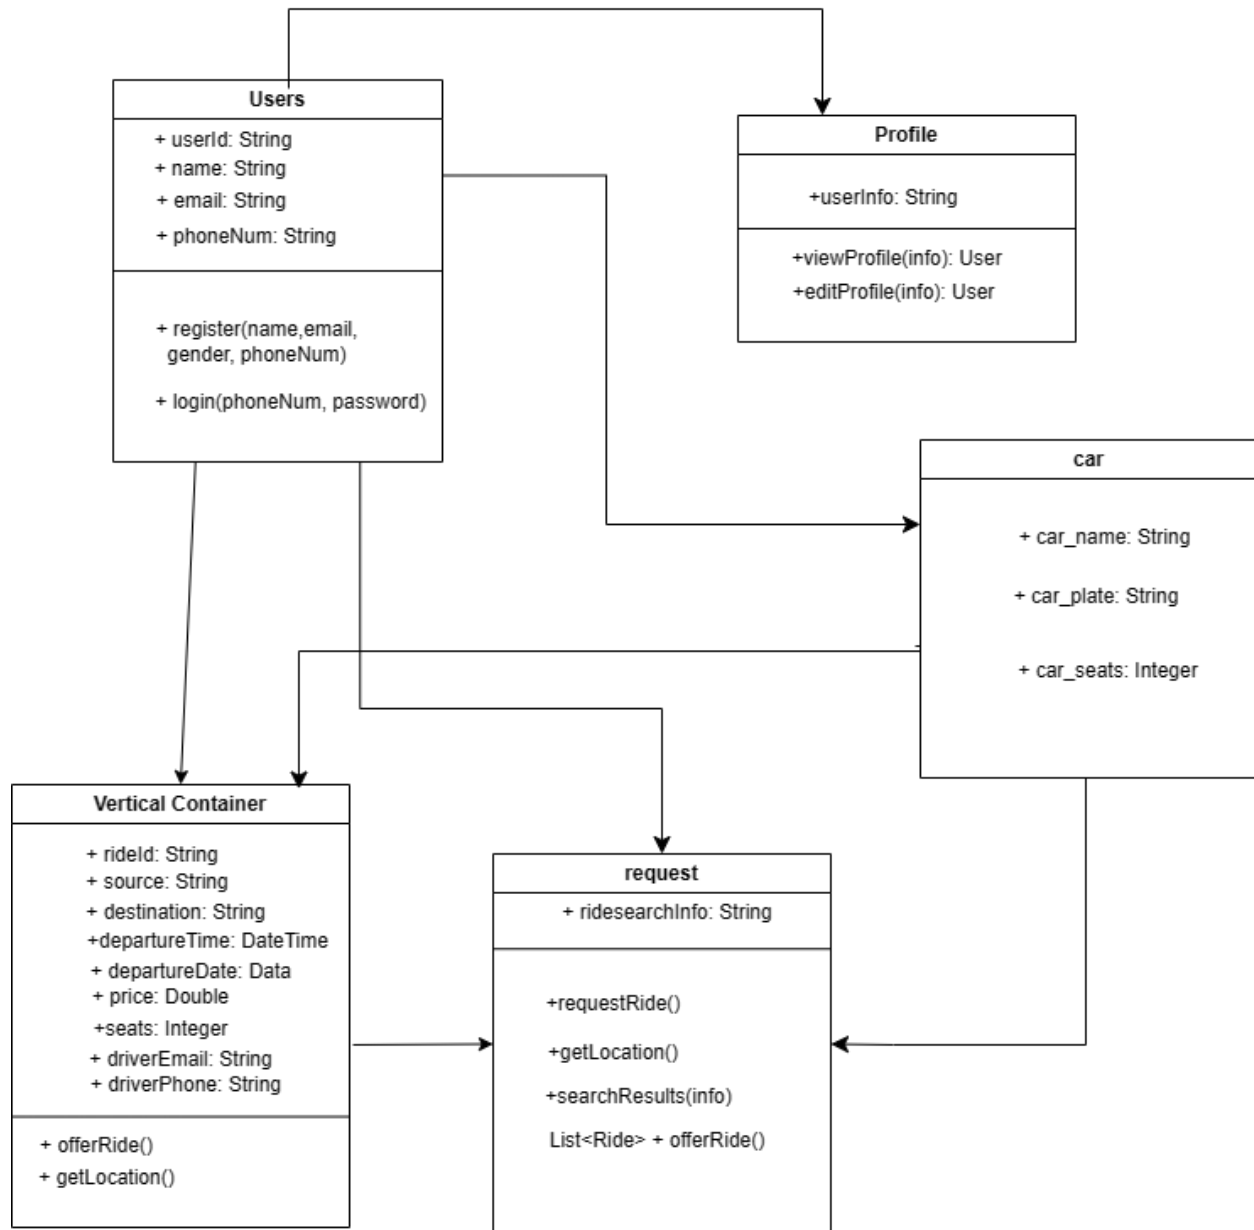 Users
+ userId: String
+ name: String
+ email: String
+ phoneNum: String
+ register(name,email,
gender, phoneNum)
+ login(phoneNum, password)
Profile
+userInfo: String
+viewProfile(info): User
+editProfile(info): User
car
+ car_name: String
+ car_plate: String
+ car_seats: Integer
Vertical Container
+ rideId: String
+ source: String
+ destination: String
+departureTime: DateTime
+ departureDate: Data
+ price: Double
+seats: Integer
+ driverEmail: String
+ driverPhone: String
+ offerRide()
+ getLocation()
request
+ ridesearchInfo: String
+requestRide()
+getLocation()
+searchResults(info)
List<Ride> + offerRide()